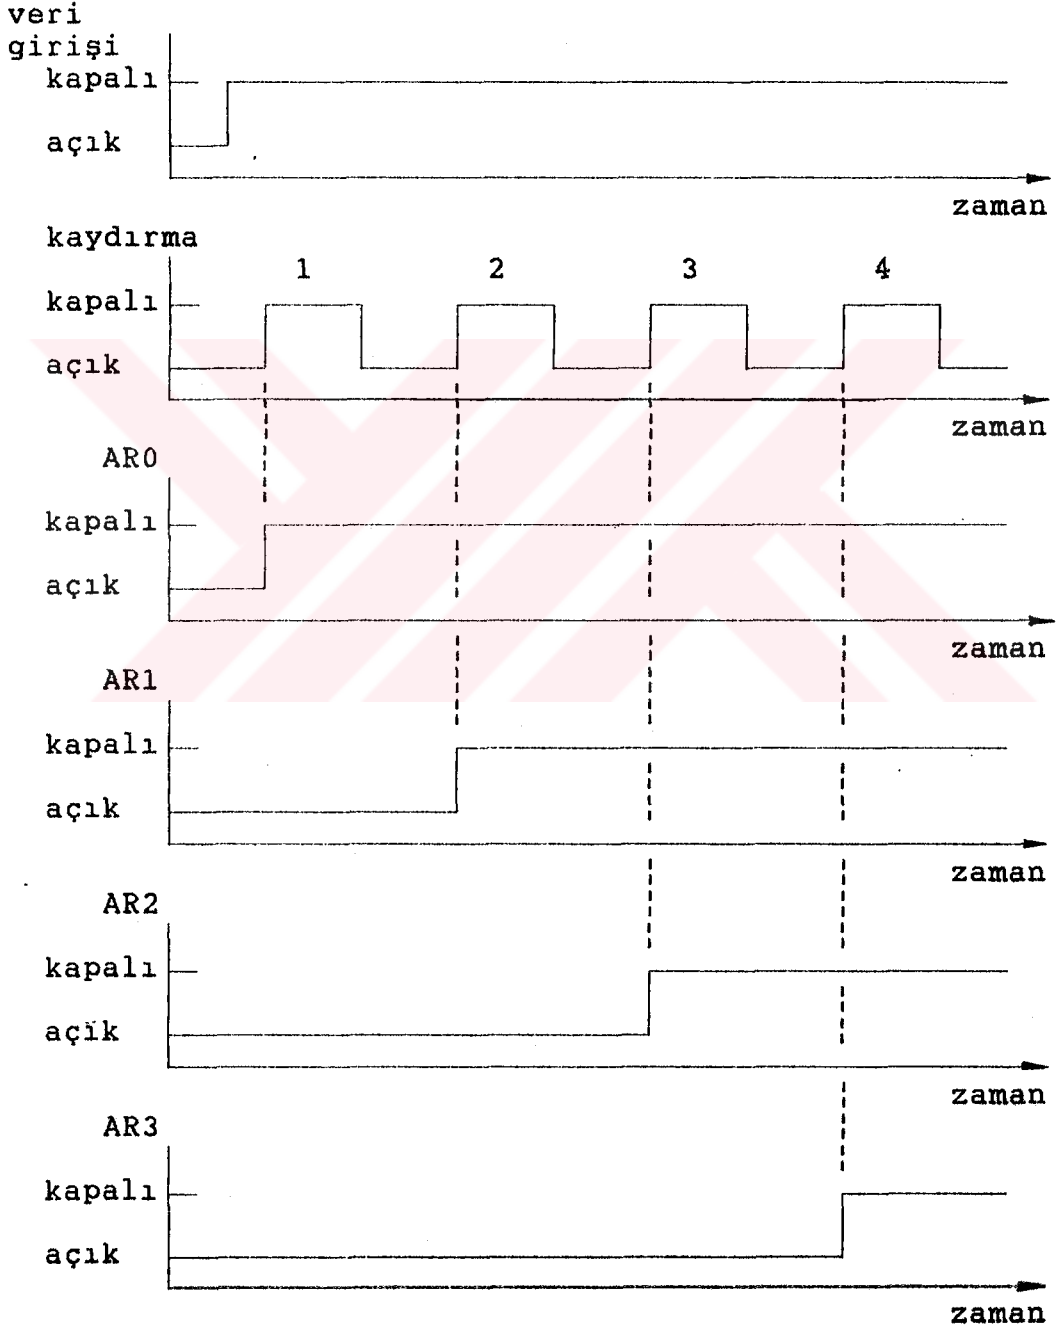 veri
girişi
kapalı
açık
zaman
kaydırma
1 2 3 4
kapalı
açık
zaman
AR0
kapalı
açık
zaman
AR1
kapalı
açık
zaman
AR2
kapalı
açık
zaman
AR3
kapalı
açık
zaman